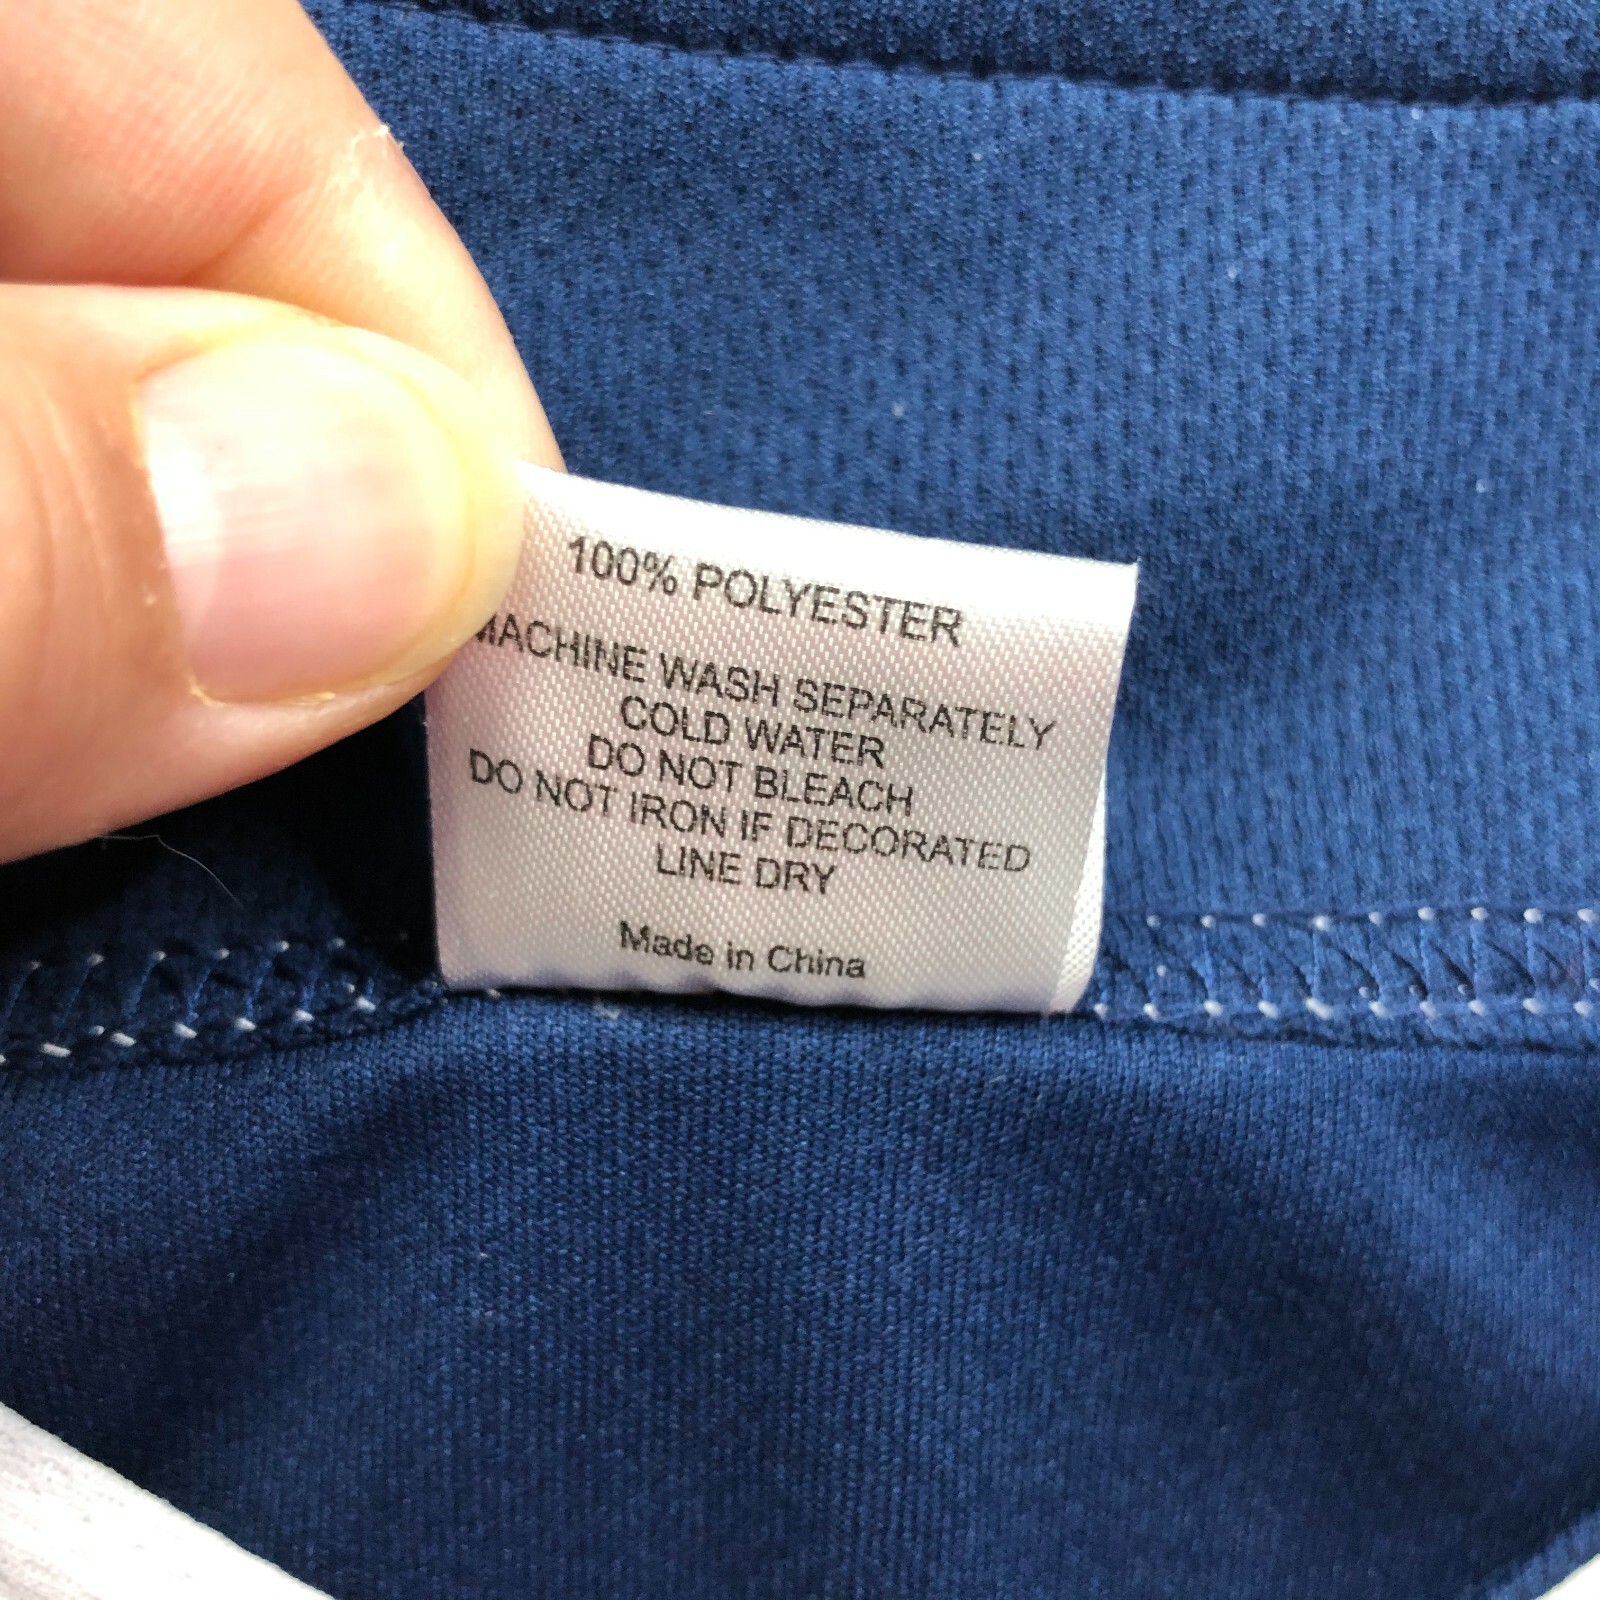 100% POLYESTER
MACHINE WASH SEPARATELY
COLD WATER
DO NOT BLEACH
DO NOT IRON IF DECORATED
LINE DRY
Made in China